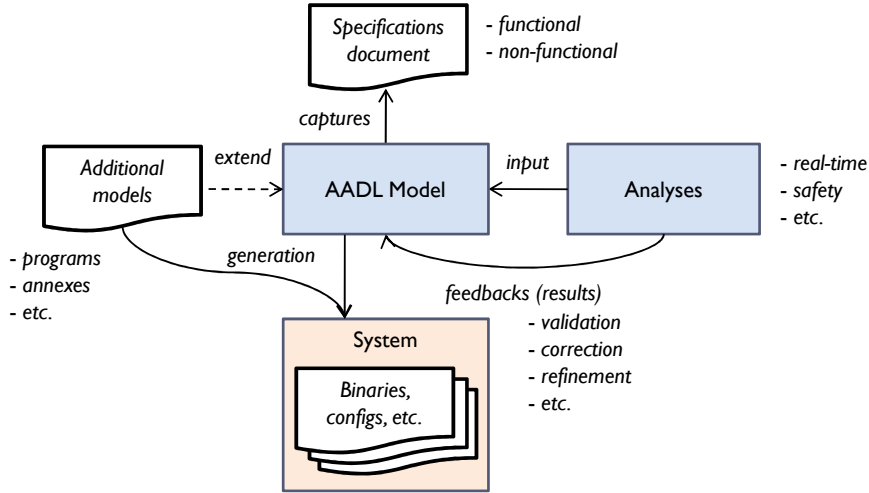 Specifications
document
- functional
- non-functional
captures
Additional
models
extend
AADL Model
input
Analyses
- real-time
- safety
- etc.
- programs
- annexes
- etc.
generation
feedbacks (results)
- validation
- correction
- refinement
- etc.
System
Binaries,
configs, etc.